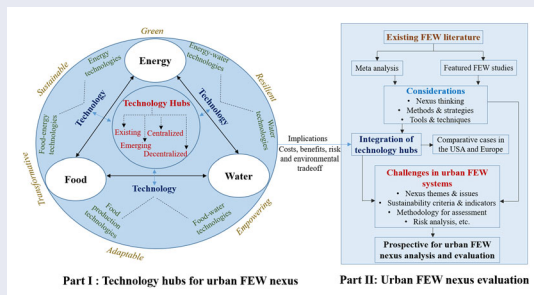 Green
Sustainable
Resilient
Transformative
Empowering
Adaptable
Energy
Energy
technologies
Energy-water
technologies
Technology
Technology
Technology Hubs
Existing
Centralized
Emerging
Decentralized
Food-energy
technologies
Water
technologies
Food
Water
Technology
Food
production
technologies
Food-water
technologies
Part I : Technology hubs for urban FEW nexus
Implications
Costs, benefits, risk
and environmental
tradeoff
Existing FEW literature
Meta analysis
Featured FEW studies
Considerations
• Nexus thinking
• Methods & strategies
• Tools & techniques
Integration of
technology hubs
Comparative cases in
the USA and Europe
Challenges in urban FEW
systems
• Nexus themes & issues
• Sustainability criteria & indicators
• Methodology for assessment
• Risk analysis, etc.
Prospective for urban FEW
nexus analysis and evaluation
Part II: Urban FEW nexus evaluation